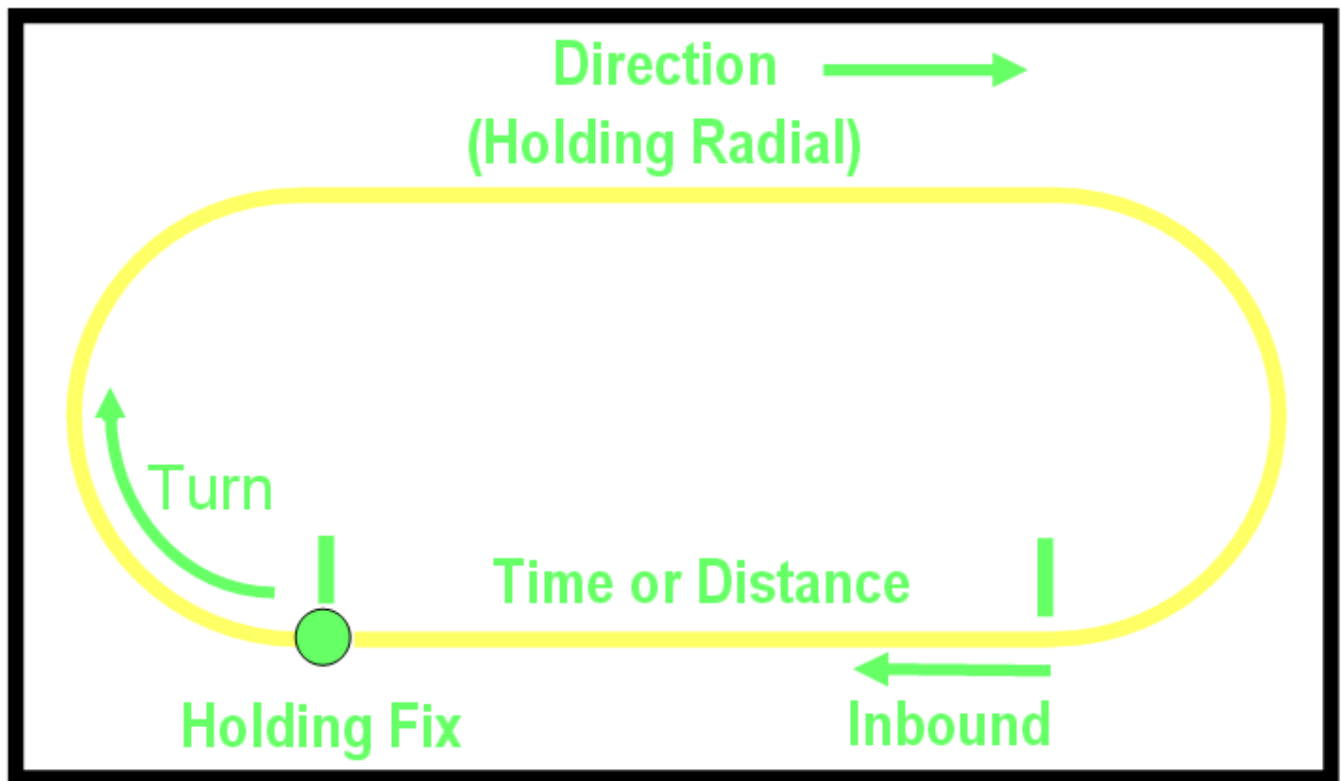 Direction
(Holding Radial)
Turn
Time or Distance
Holding Fix
Inbound